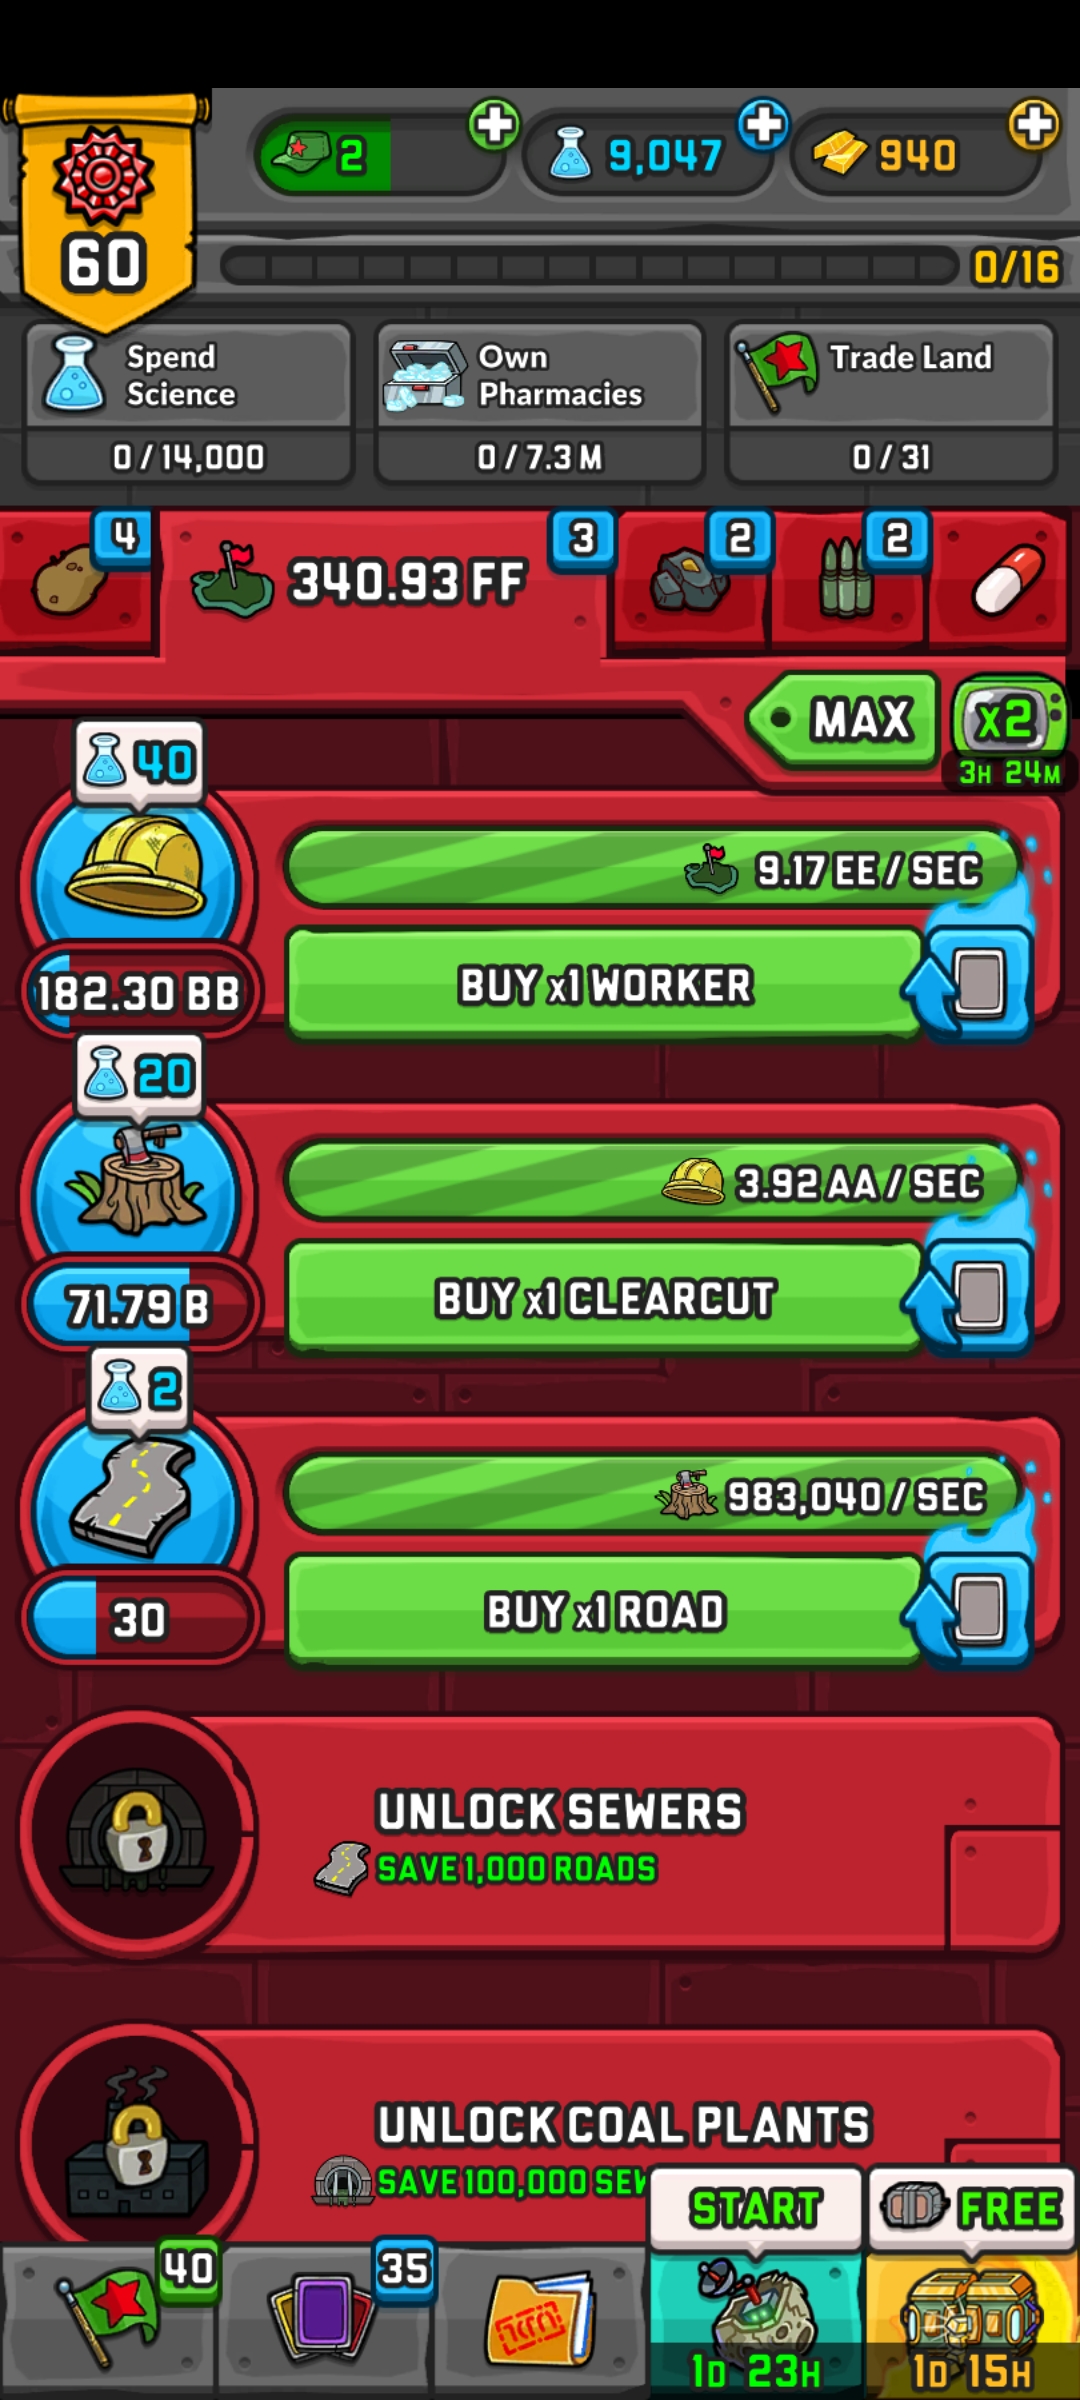 2
9,047
940
60
0/16
Spend
Science
0/14,000
Own
Pharmacies
0/7.3 M
Trade Land
0/31
4
340.93 FF
3
2
2
MAX
x2
3H 24M
40
9.17 EE / SEC
BUY x1 WORKER
182.30 BB
20
3.92 AA / SEC
BUY x1 CLEARCUT
71.79 B
2
983,040 / SEC
BUY x1 ROAD
30
UNLOCK SEWERS
SAVE 1,000 ROADS
UNLOCK COAL PLANTS
SAVE 100,000 SEW
START
FREE
40
35
1D 23H
1D 15H